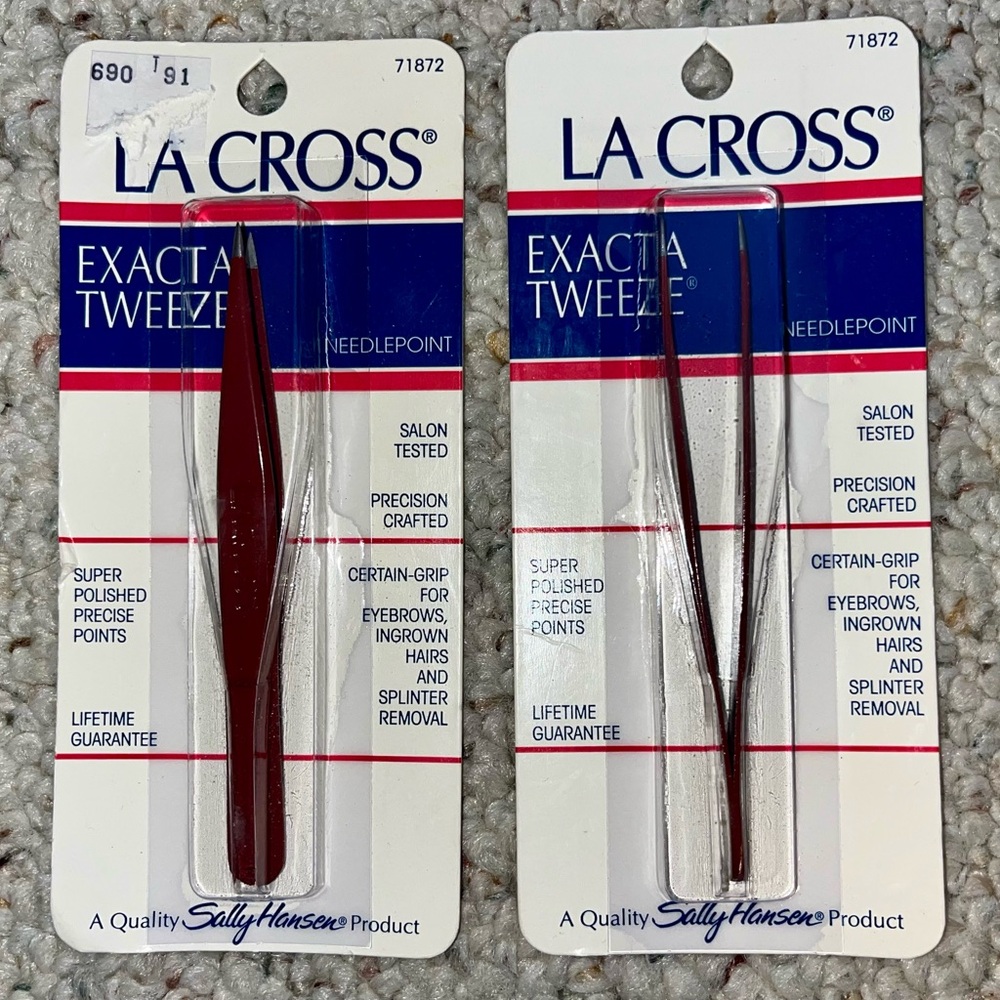 690 T 91
71872
LA CROSS®
EXACTA
TWEEZE
NEEDLEPOINT
SALON
TESTED
PRECISION
CRAFTED
SUPER
POLISHED
PRECISE
POINTS
CERTAIN-GRIP
FOR
EYEBROWS,
INGROWN
HAIRS
AND
SPLINTER
REMOVAL
LIFETIME
GUARANTEE
A Quality Sally Hansen® Product
71872
LA CROSS®
EXACTA
TWEEZE®
NEEDLEPOINT
SALON
TESTED
PRECISION
CRAFTED
SUPER
POLISHED
PRECISE
POINTS
CERTAIN-GRIP
FOR
EYEBROWS,
INGROWN
HAIRS
AND
SPLINTER
REMOVAL
LIFETIME
GUARANTEE
A Quality Sally Hansen® Product